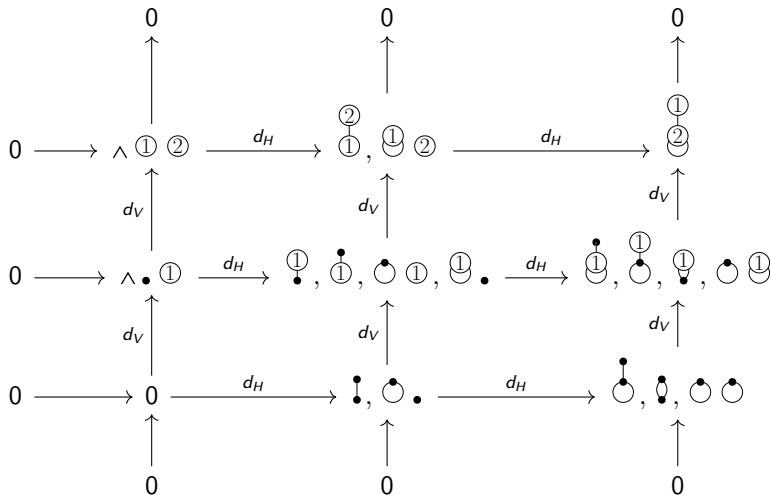 0 0 0
2 1
d_H 1 d_H
0 ∧ 1 2 1 , 2 2
d_V d_V d_V
1 1 1
d_H 1 d_H 1 1
0 ∧ 1 , , 1 , , , , 1
d_V d_V d_V
d_H d_H
0 0 , , ,
0 0 0